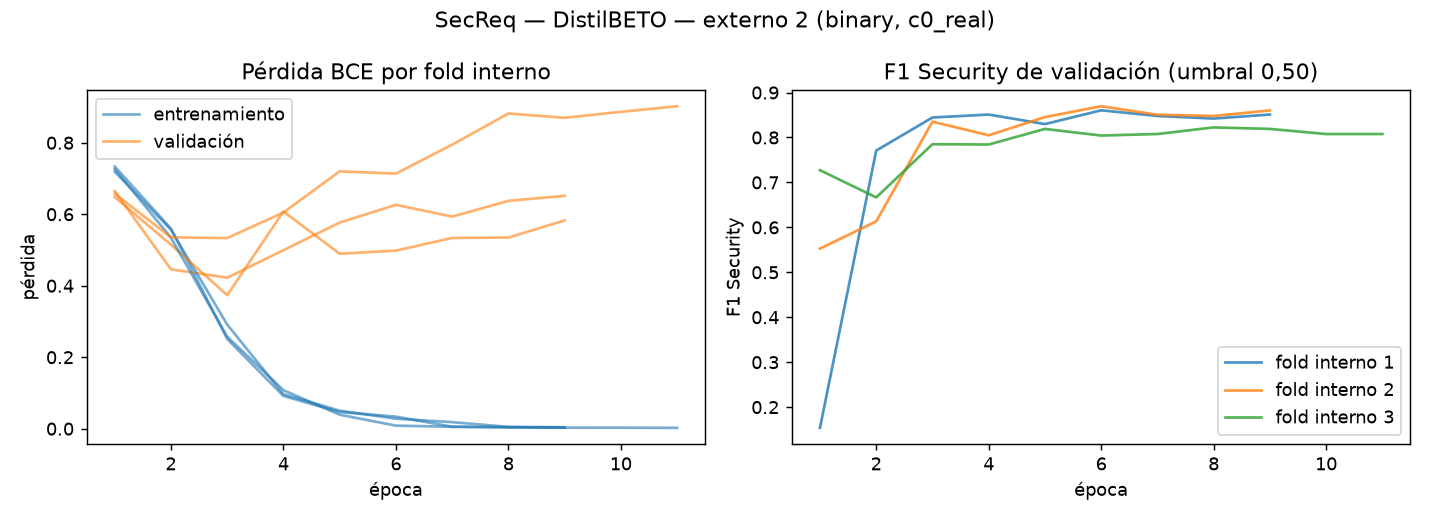 SecReq — DistilBETO — externo 2 (binary, c0_real)
Pérdida BCE por fold interno
entrenamiento
validación
pérdida
0.8
0.6
0.4
0.2
0.0
2
4
6
8
10
época
F1 Security de validación (umbral 0,50)
F1 Security
0.9
0.8
0.7
0.6
0.5
0.4
0.3
0.2
fold interno 1
fold interno 2
fold interno 3
2
4
6
8
10
época